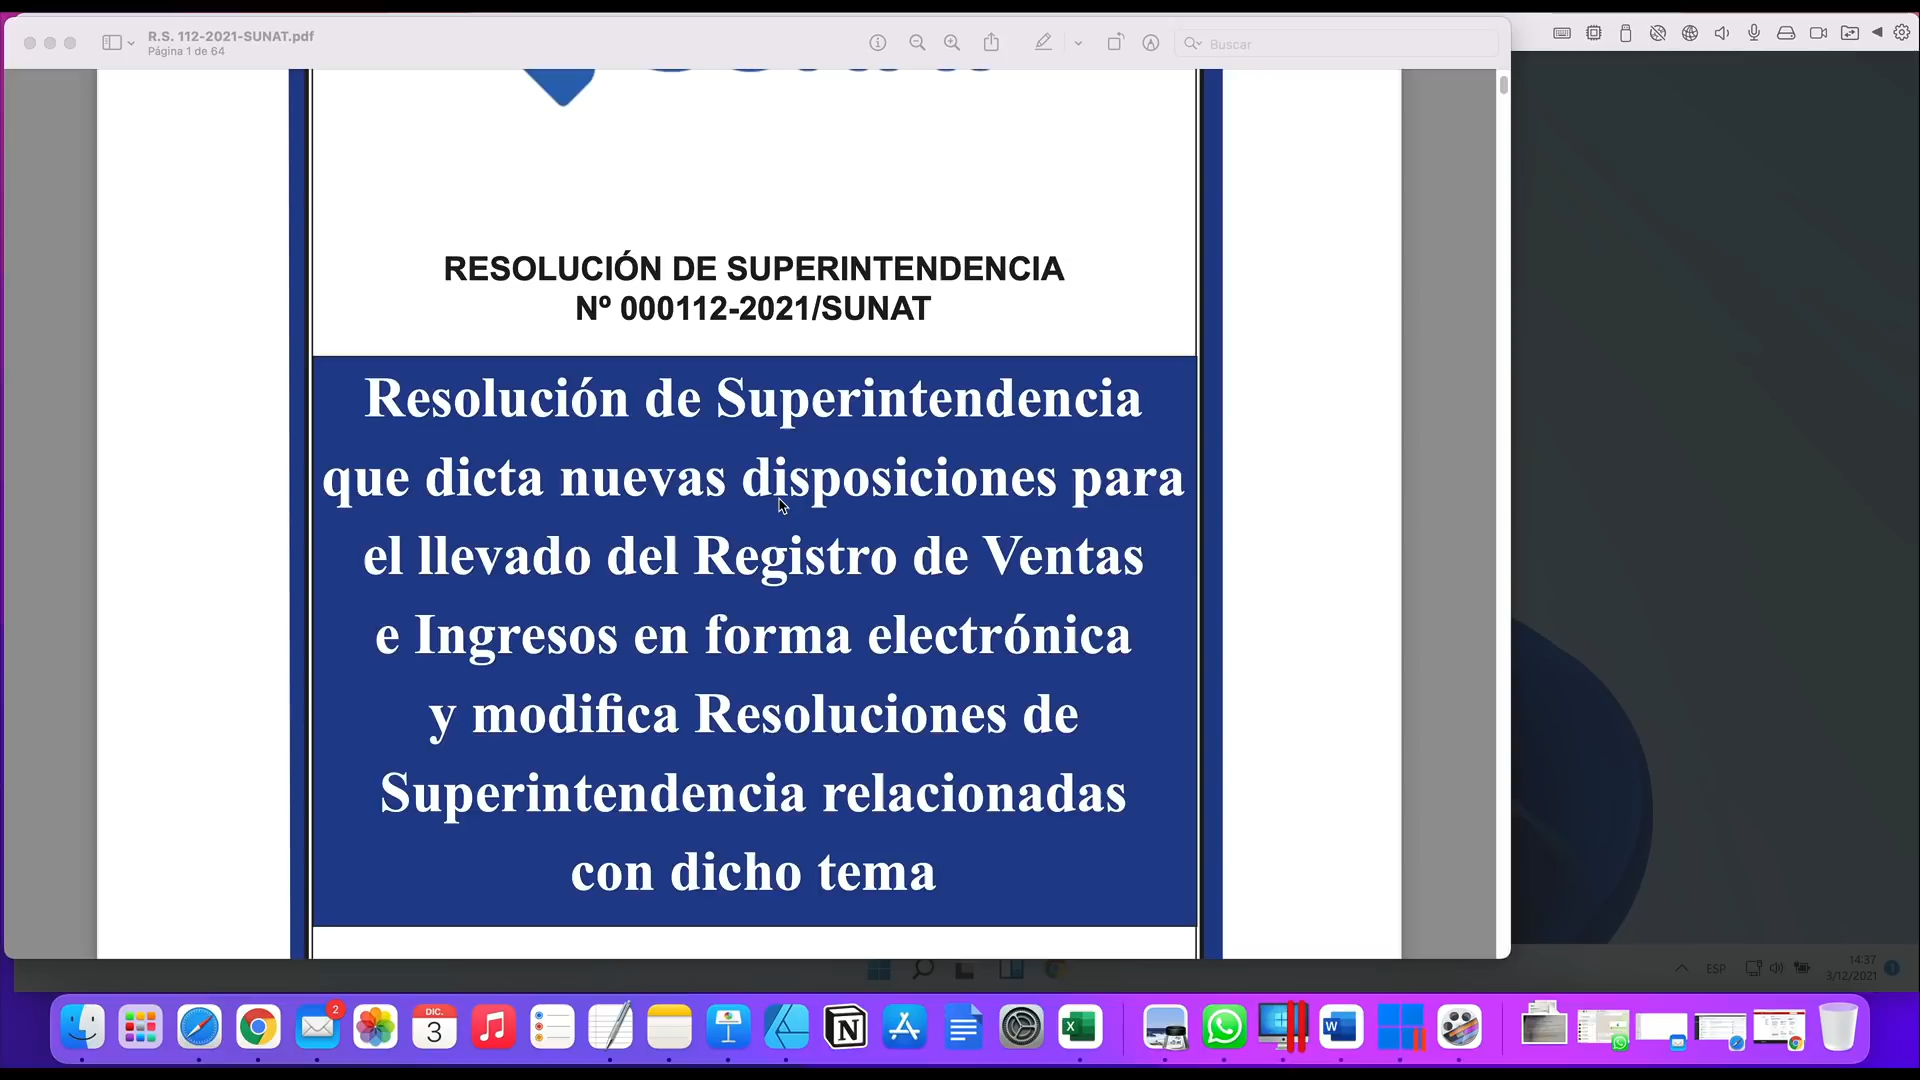 R.S. 112-2021-SUNAT.pdf
Página 1 de 64
Buscar
RESOLUCIÓN DE SUPERINTENDENCIA
Nº 000112-2021/SUNAT
Resolución de Superintendencia
que dicta nuevas disposiciones para
el llevado del Registro de Ventas
e Ingresos en forma electrónica
y modifica Resoluciones de
Superintendencia relacionadas
con dicho tema
ESP
14:37
3/12/2021
1
2
DIC.
3